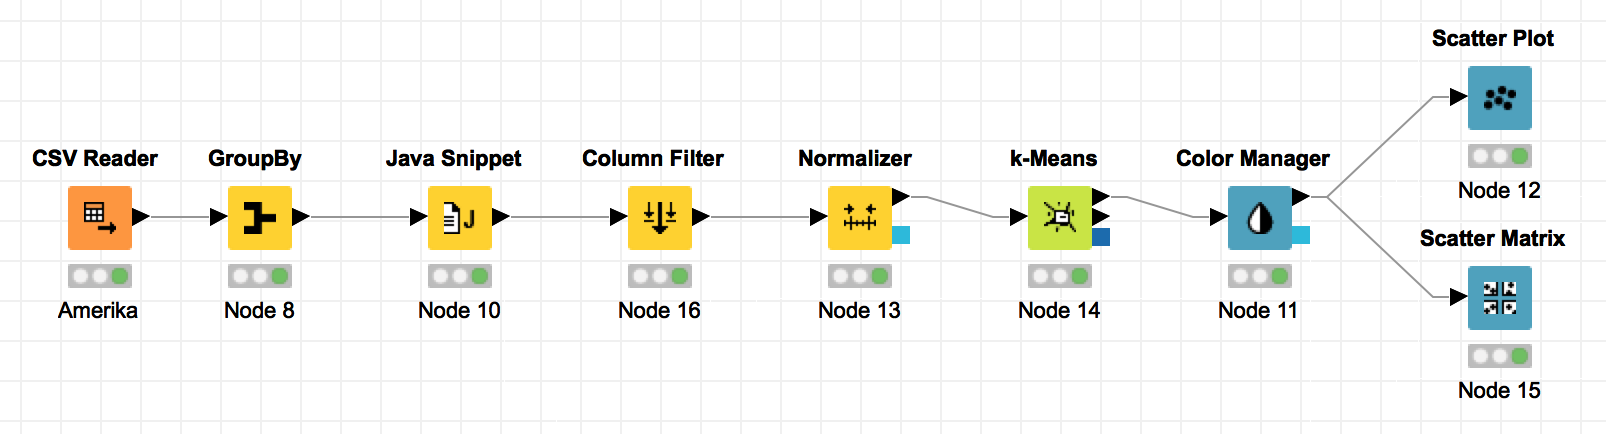 Scatter Plot
Node 12
CSV Reader
Amerika
GroupBy
Node 8
Java Snippet
J
Node 10
Column Filter
Node 16
Normalizer
Node 13
k-Means
Node 14
Color Manager
Node 11
Scatter Matrix
Node 15